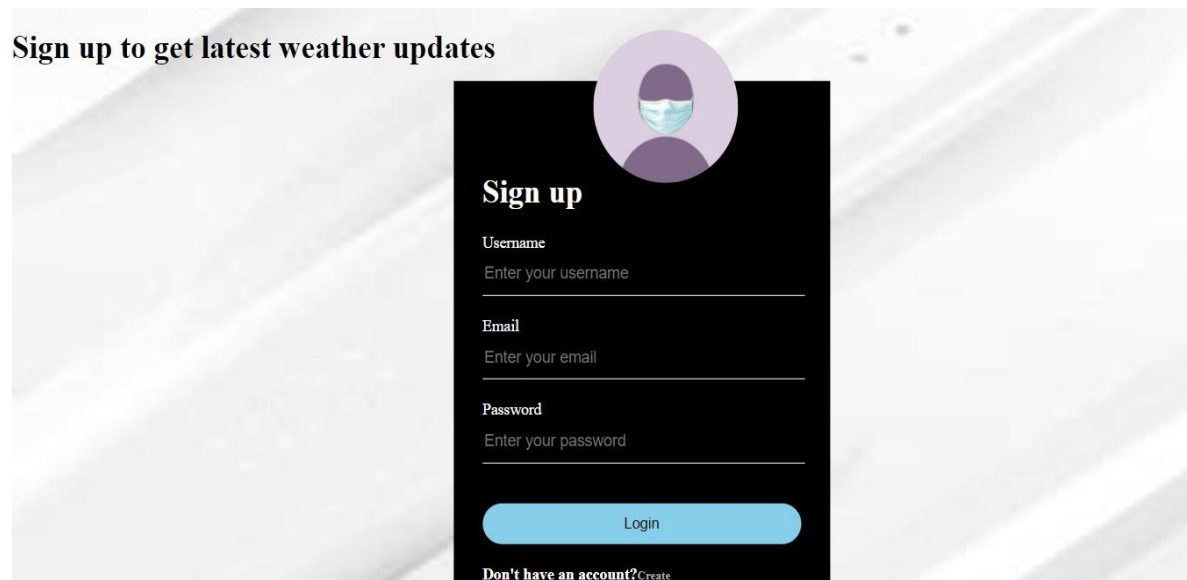 Sign up to get latest weather updates
Sign up
Username
Enter your username
Email
Enter your email
Password
Enter your password
Login
Don't have an account?Create